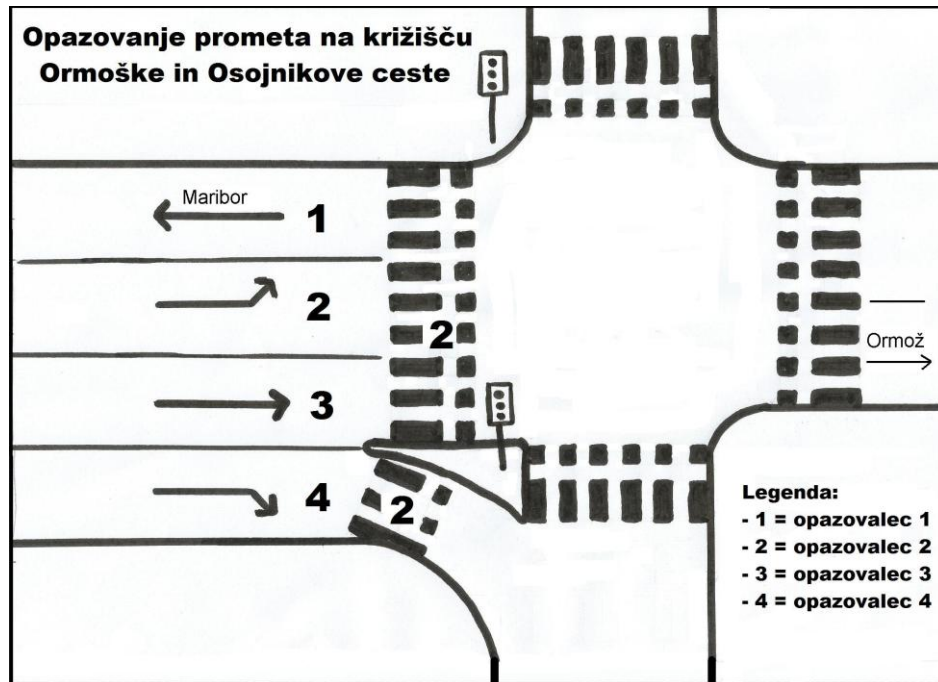 Opazovanje prometa na križišču
Ormoške in Osojnikove ceste
Maribor
1
2
2
Ormož
3
4
2
Legenda:
- 1 = opazovalec 1
- 2 = opazovalec 2
- 3 = opazovalec 3
- 4 = opazovalec 4